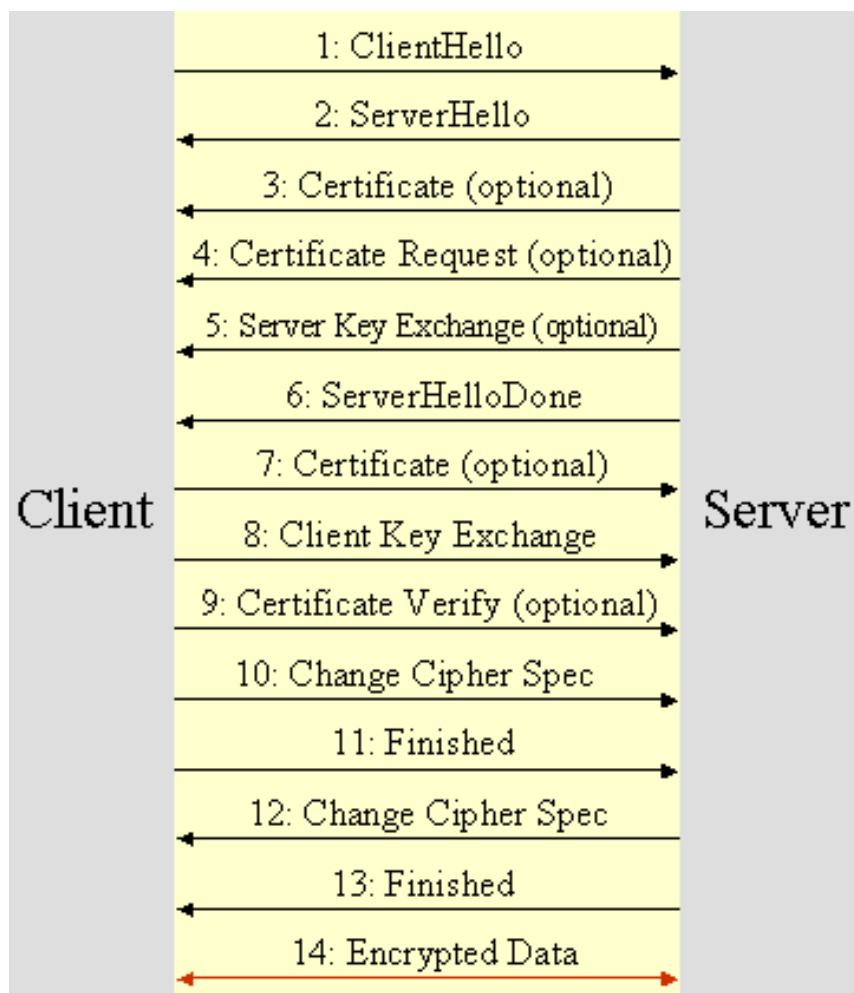 1: ClientHello
2: ServerHello
3: Certificate (optional)
4: Certificate Request (optional)
5: Server Key Exchange (optional)
6: ServerHelloDone
7: Certificate (optional)
Client
Server
8: Client Key Exchange
9: Certificate Verify (optional)
10: Change Cipher Spec
11: Finished
12: Change Cipher Spec
13: Finished
14: Encrypted Data